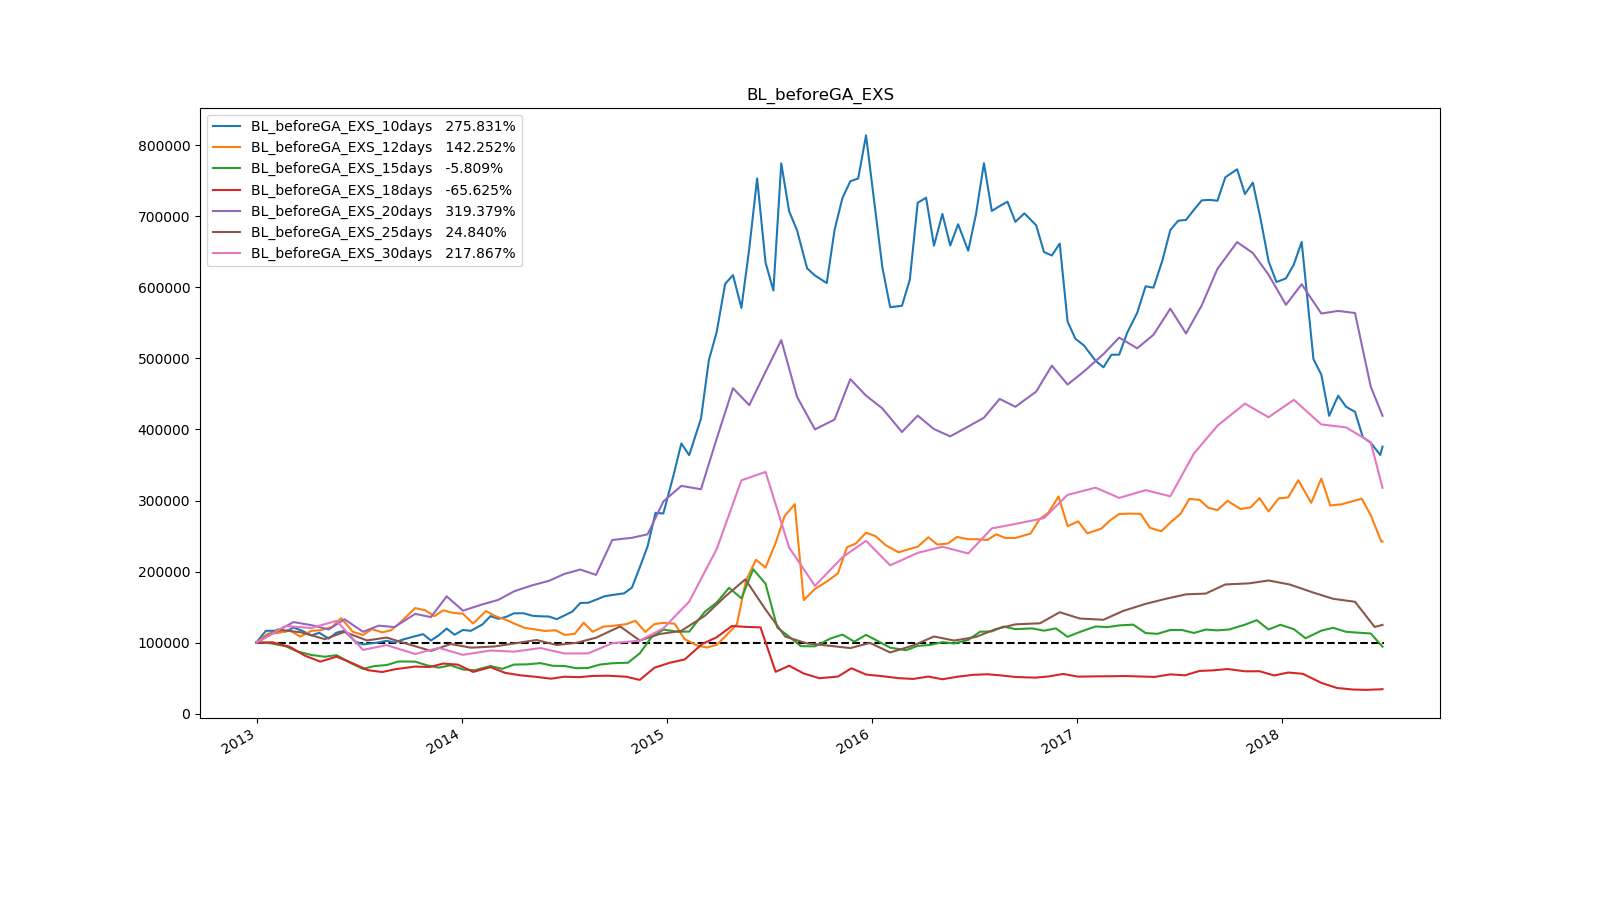 BL_beforeGA_EXS
BL_beforeGA_EXS_10days 275.831%
BL_beforeGA_EXS_12days 142.252%
BL_beforeGA_EXS_15days -5.809%
BL_beforeGA_EXS_18days -65.625%
BL_beforeGA_EXS_20days 319.379%
BL_beforeGA_EXS_25days 24.840%
BL_beforeGA_EXS_30days 217.867%
800000
700000
600000
500000
400000
300000
200000
100000
0
2013
2014
2015
2016
2017
2018